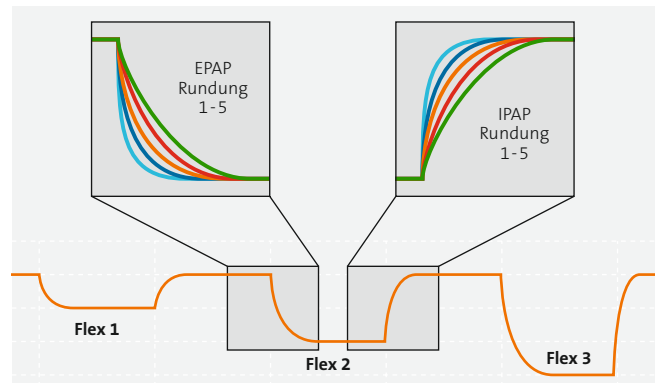 EPAP
Rundung
1-5
IPAP
Rundung
1-5
Flex 1
Flex 2
Flex 3